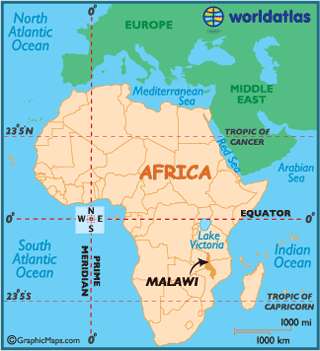 0°
North
Atlantic
Ocean
EUROPE
worldatlas
Mediterranean
Sea
MIDDLE
EAST
23°5N
TROPIC OF
CANCER
Red Sea
AFRICA
Arabian
Sea
EQUATOR
0°
N
W E
S
0°
Lake
Victoria
South
Atlantic
Ocean
PRIME
MERIDIAN
MALAWI
Indian
Ocean
23°5S
TROPIC OF
CAPRICORN
1000 mi
1000 km
©GraphicMaps.com
0°